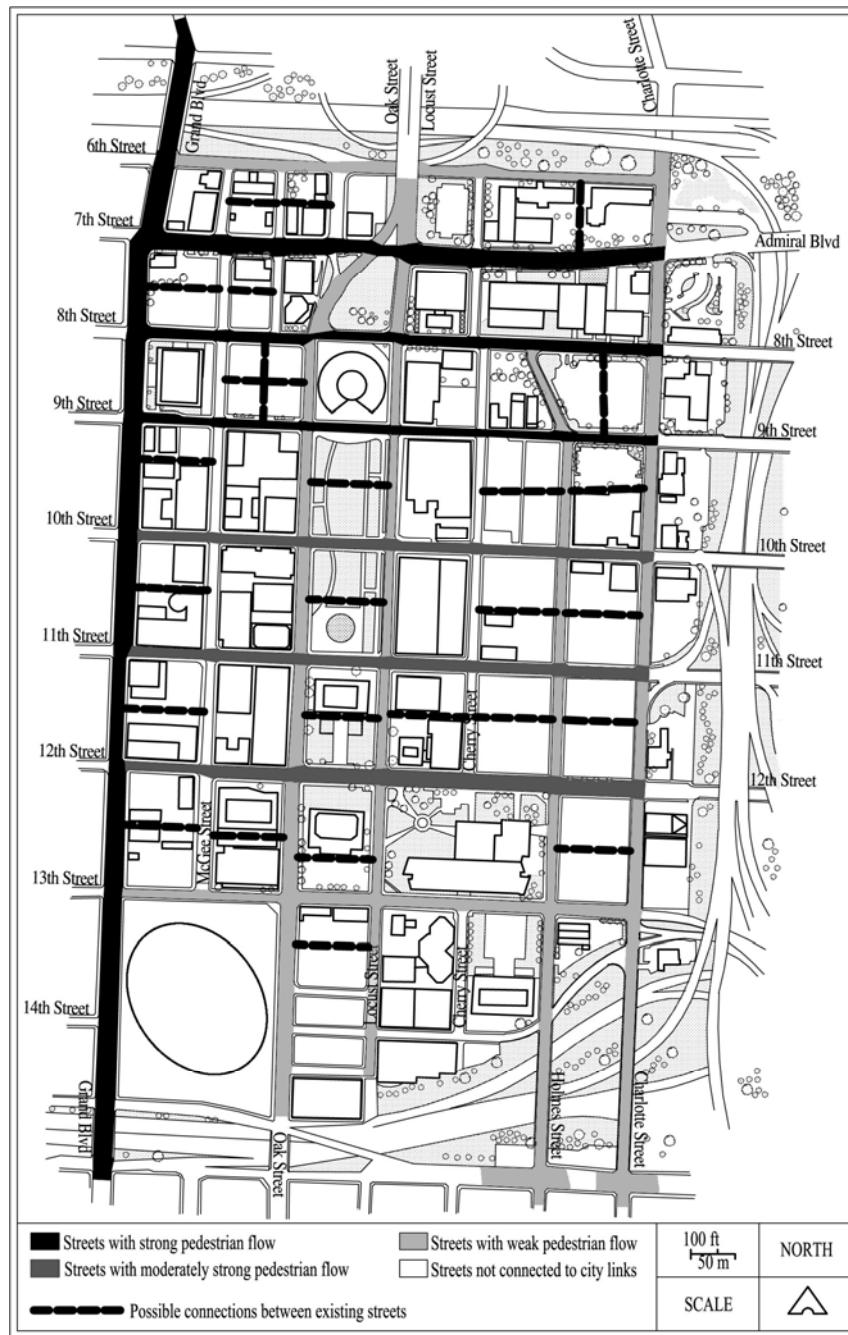 Charlotte Street
Oak Street
Locust Street
Grand Blvd
6th Street
7th Street
Admiral Blvd
8th Street
8th Street
9th Street
9th Street
10th Street
10th Street
11th Street
11th Street
Cherry Street
12th Street
12th Street
McGee Street
13th Street
Locust Street
Cherry Street
14th Street
Grand Blvd
Oak Street
Holmes Street
Charlotte Street
Streets with strong pedestrian flow
Streets with weak pedestrian flow
Streets with moderately strong pedestrian flow
Streets not connected to city links
Possible connections between existing streets
100 ft
50 m
NORTH
SCALE